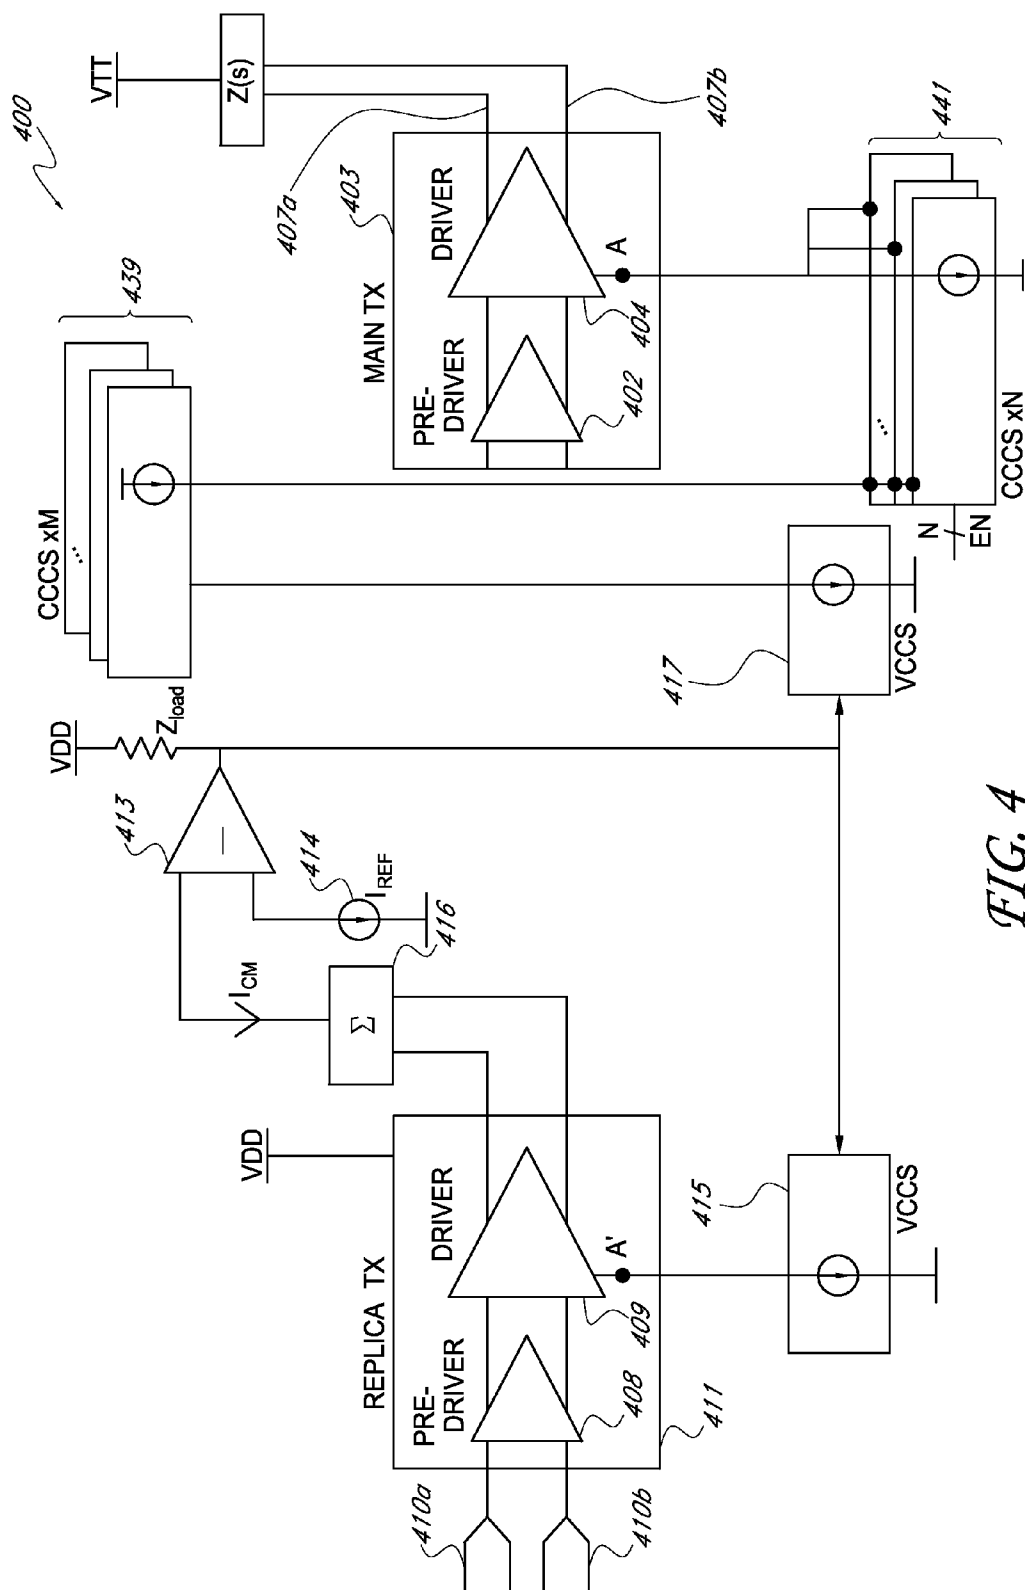 400
VTT
Z(s)
407a
407b
MAIN TX
403
PRE-
DRIVER
DRIVER
402
404
A
439
CCCS xM
...
441
...
CCCS xN
N
EN
VDD
Zload
413
414
IREF
416
ICM
Σ
–
417
VCCS
VDD
REPLICA TX
PRE-
DRIVER
DRIVER
408
409
A'
411
410a
410b
415
VCCS
FIG. 4